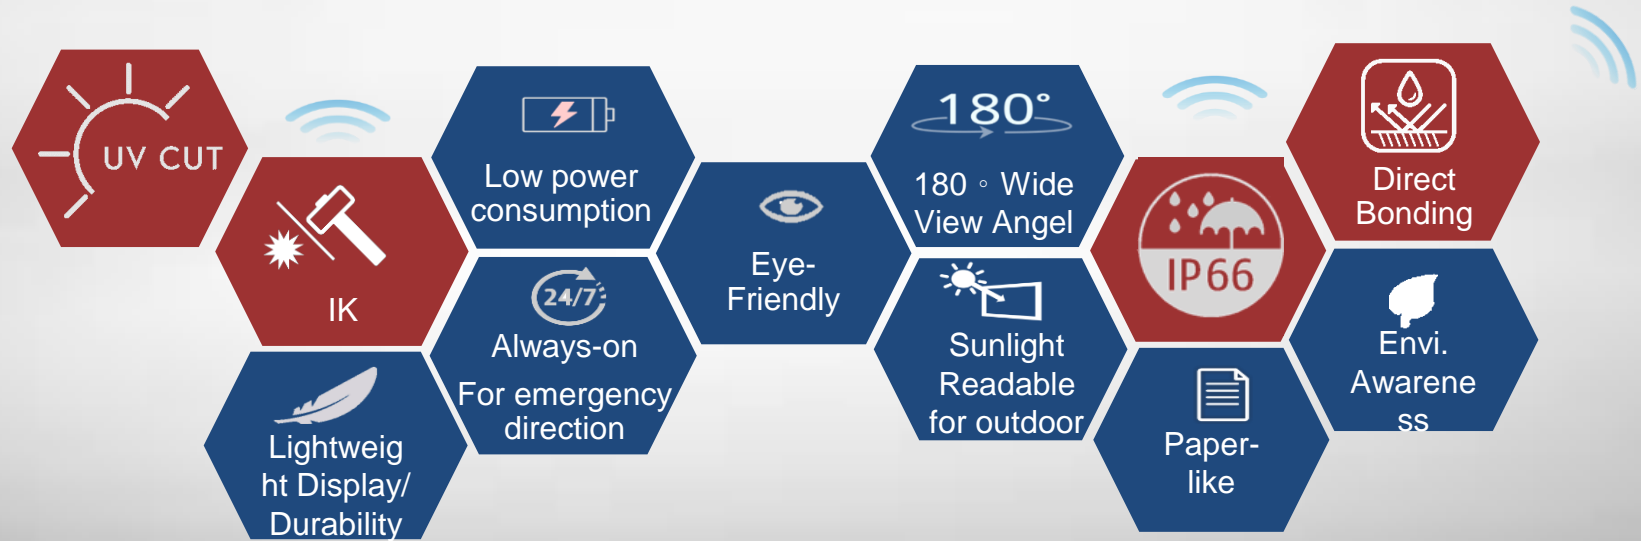 UV CUT
IK
Lightweig
ht Display/
Durability
Low power
consumption
24/7
Always-on
For emergency
direction
Eye-
Friendly
180°
180 ◦ Wide
View Angel
Sunlight
Readable
for outdoor
IP66
Paper-
like
Direct
Bonding
Envi.
Awarene
ss